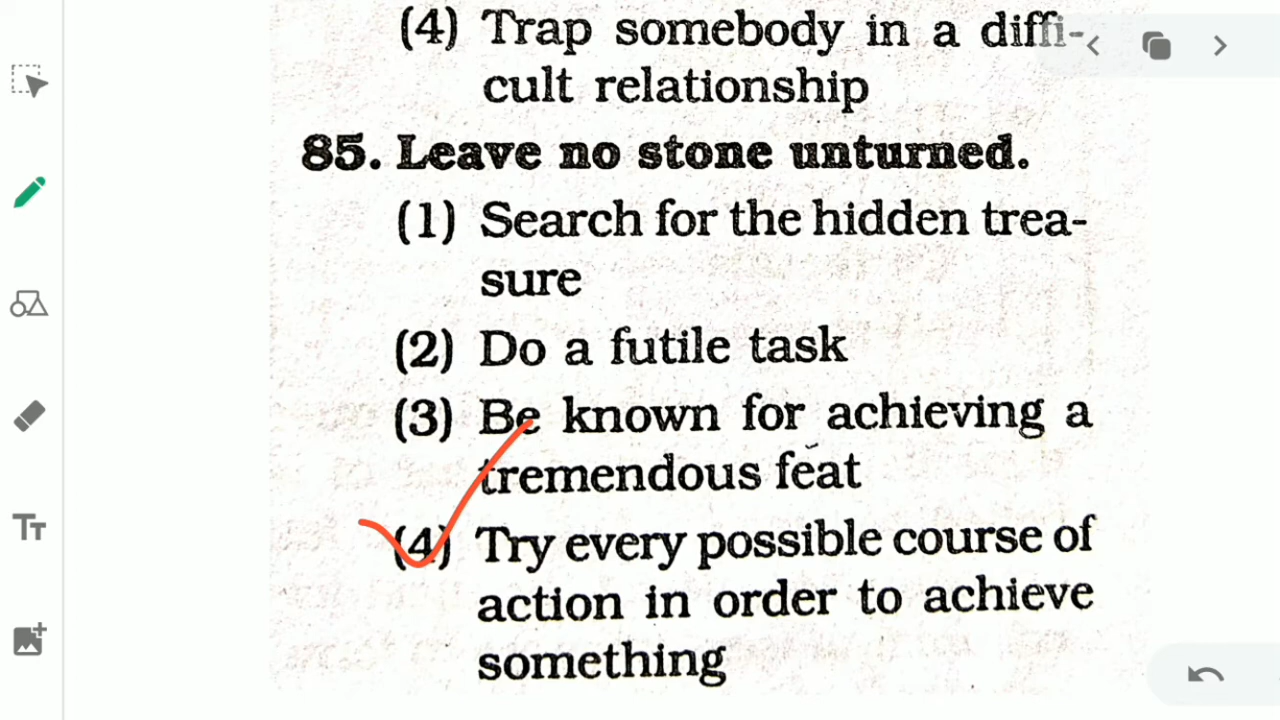 (4) Trap somebody in a diffi-
cult relationship
85. Leave no stone unturned.
(1) Search for the hidden trea-
sure
(2) Do a futile task
(3) Be known for achieving a
tremendous feat
(4) Try every possible course of
action in order to achieve
something
TT